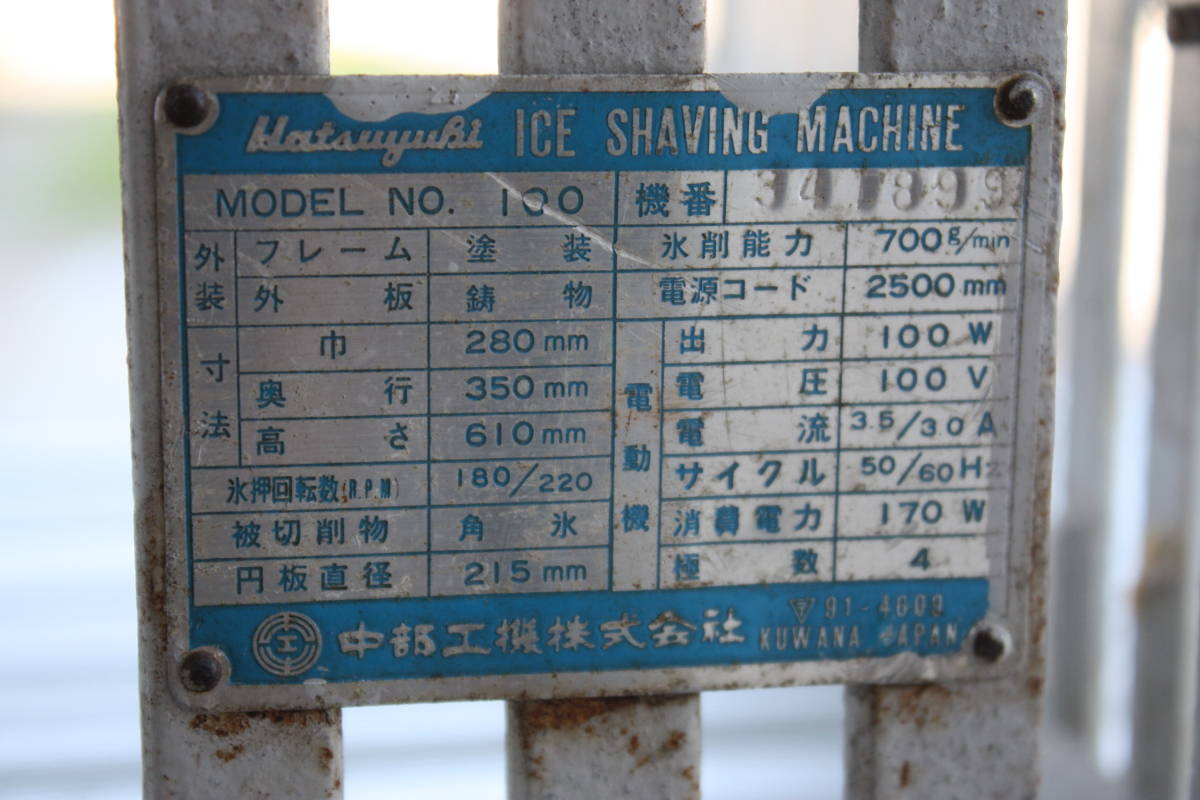 Hatsuyuki ICE SHAVING MACHINE
MODEL NO. 100 機番
外装 フレーム 塗装 氷削能力 700g/min
外板 鋳物 電源コード 2500mm
寸法 巾 280mm 電動機 出力 100W
奥行 350mm 電圧 100V
高さ 610mm 電流 3.5/3.0A
氷押回転数(R.P.M) 180/220 サイクル 50/60Hz
被切削物 角氷 消費電力 170W
円板直径 215mm 極数 4
工 中部工機株式会社 91-4609
KUWANA JAPAN